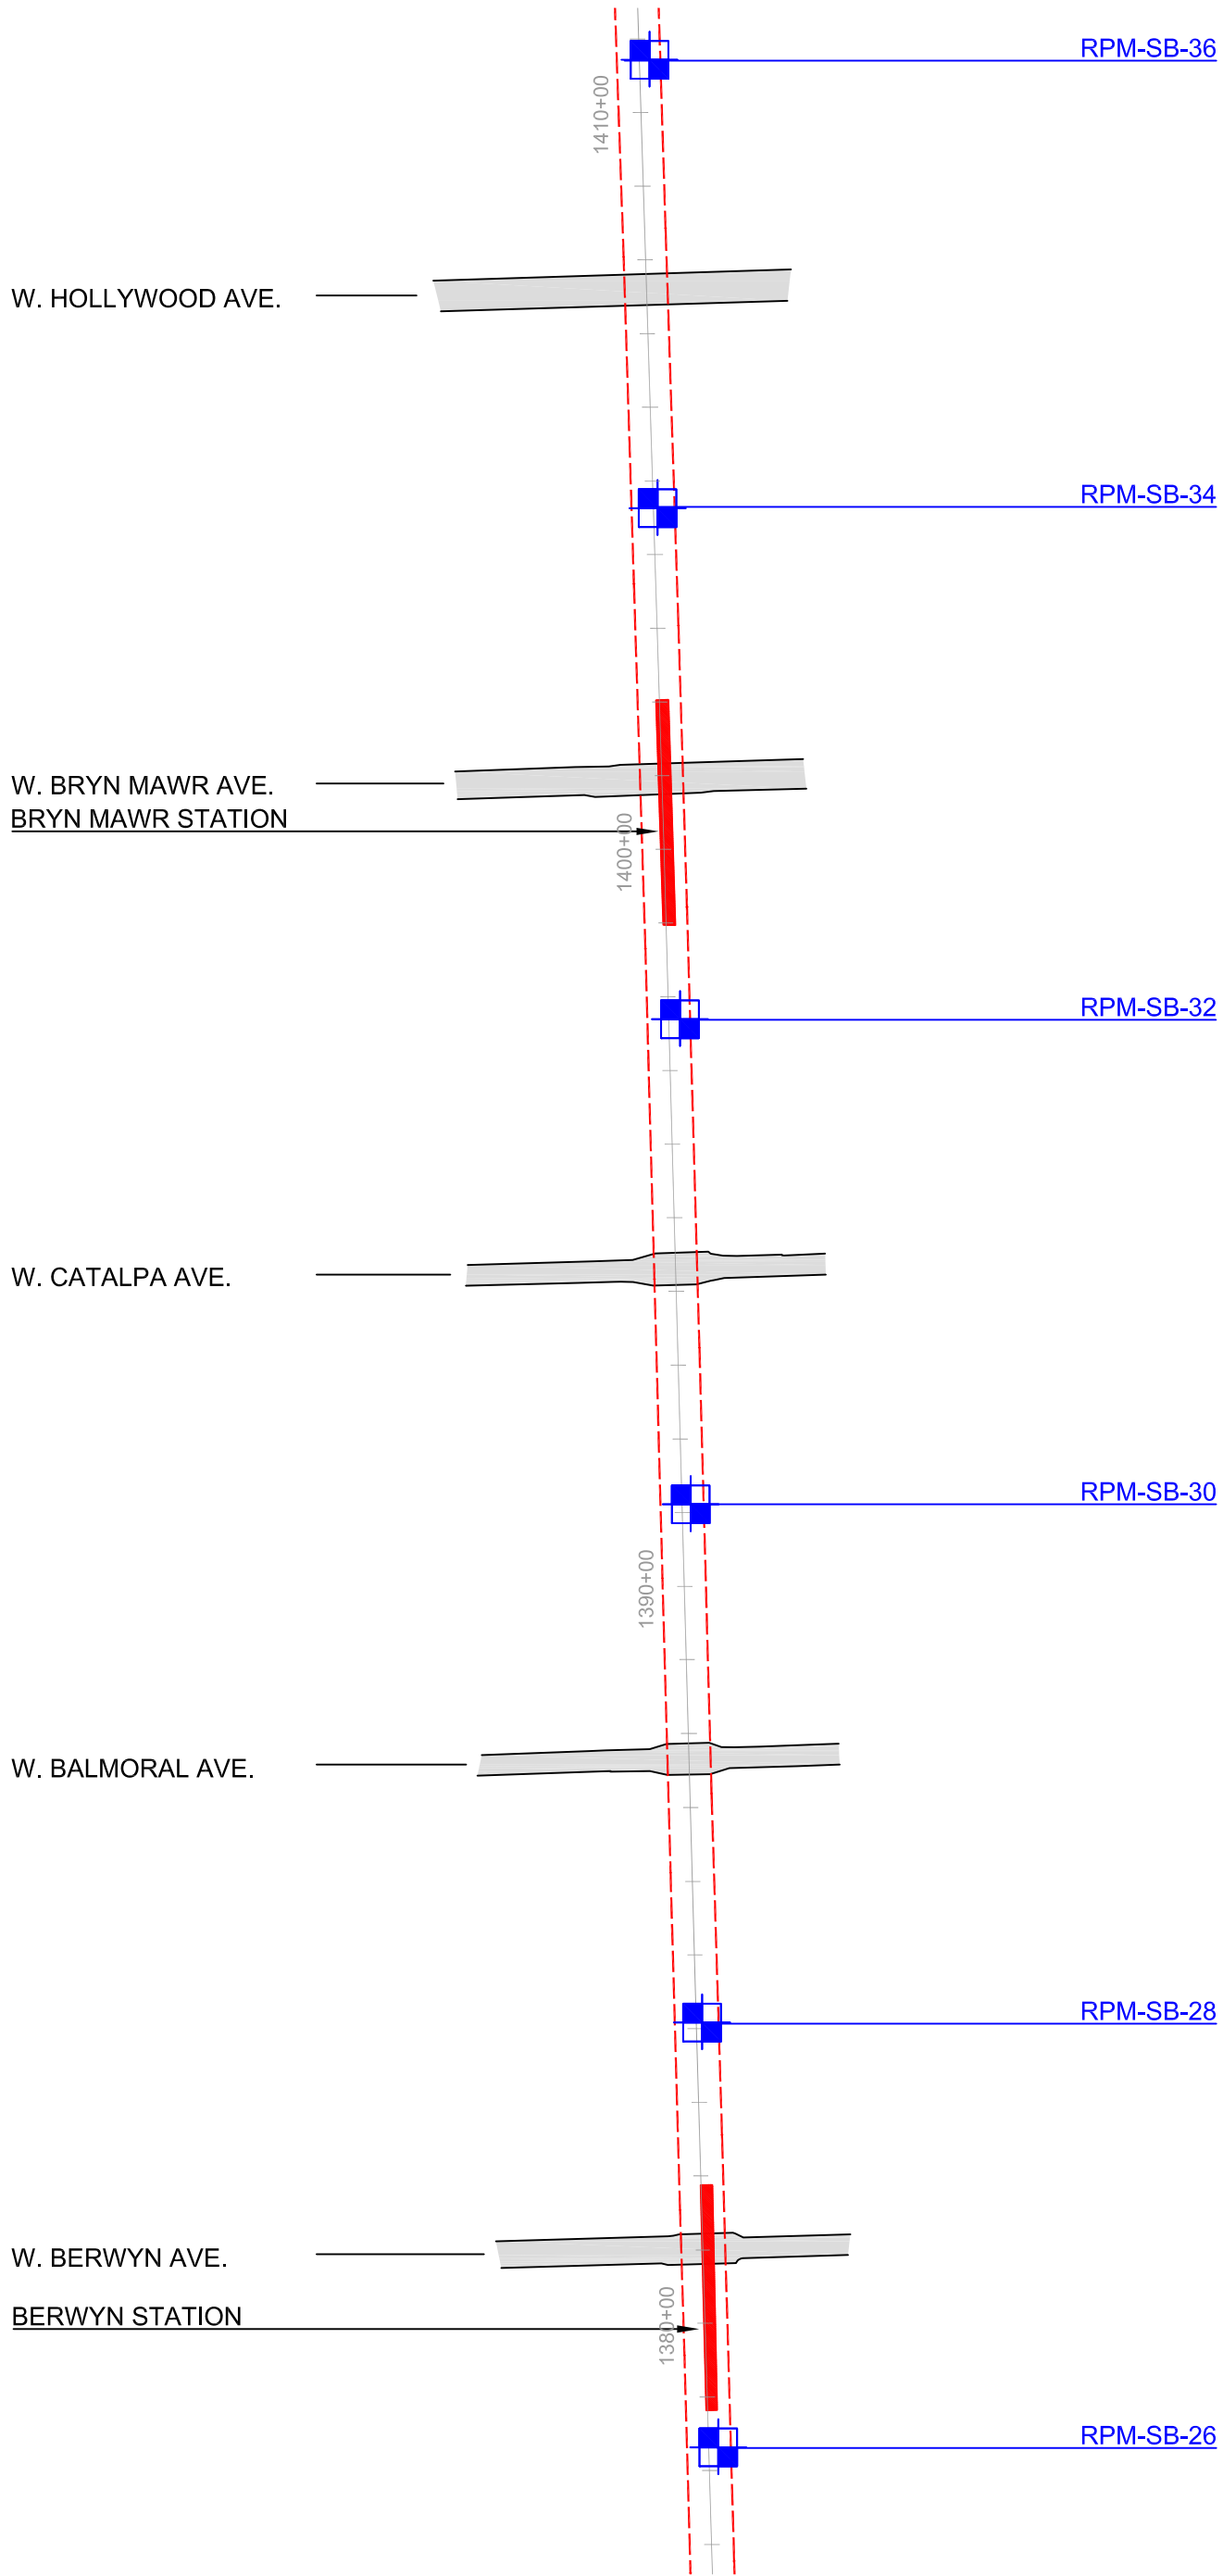 RPM-SB-36
1410+00
W. HOLLYWOOD AVE.
RPM-SB-34
W. BRYN MAWR AVE.
BRYN MAWR STATION
1400+00
RPM-SB-32
W. CATALPA AVE.
RPM-SB-30
1390+00
W. BALMORAL AVE.
RPM-SB-28
W. BERWYN AVE.
BERWYN STATION
1380+00
RPM-SB-26